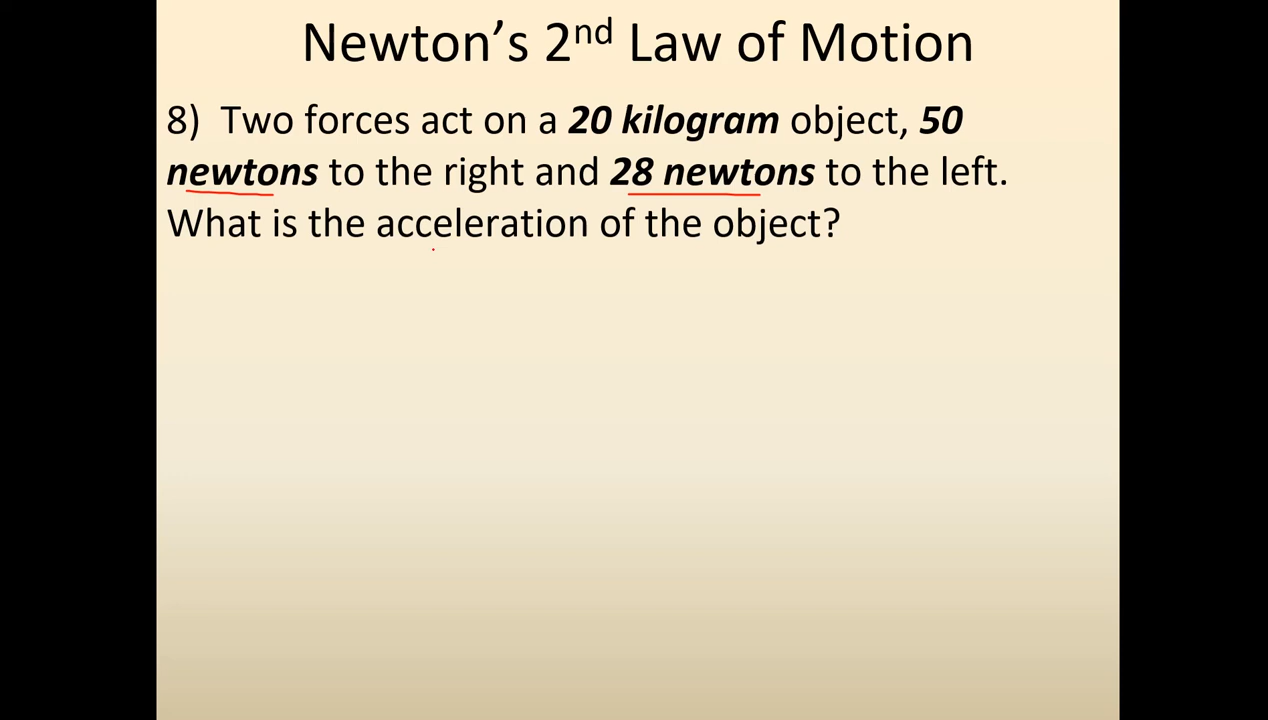 Newton’s 2nd Law of Motion
8) Two forces act on a 20 kilogram object, 50
newtons to the right and 28 newtons to the left.
What is the acceleration of the object?